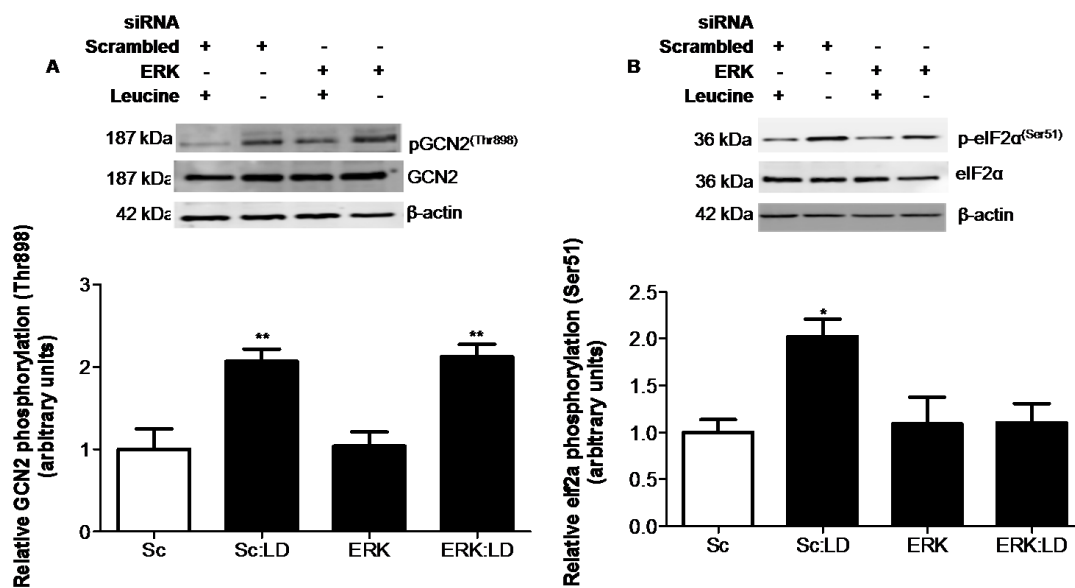 siRNA
Scrambled + + - -
A
ERK - - + +
Leucine + - + -
187 kDa
pGCN2(Thr898)
187 kDa
GCN2
42 kDa
β-actin
Relative GCN2 phosphorylation (Thr898)
(arbitrary units)
3
2
1
0
** **
Sc Sc:LD ERK ERK:LD
siRNA
Scrambled + + - -
B
ERK - - + +
Leucine + - + -
36 kDa
p-eIF2α(Ser51)
36 kDa
eIF2α
42 kDa
β-actin
Relative eIf2a phosphorylation (Ser51)
(arbitrary units)
2.5
2.0
1.5
1.0
0.5
0.0
*
Sc Sc:LD ERK ERK:LD